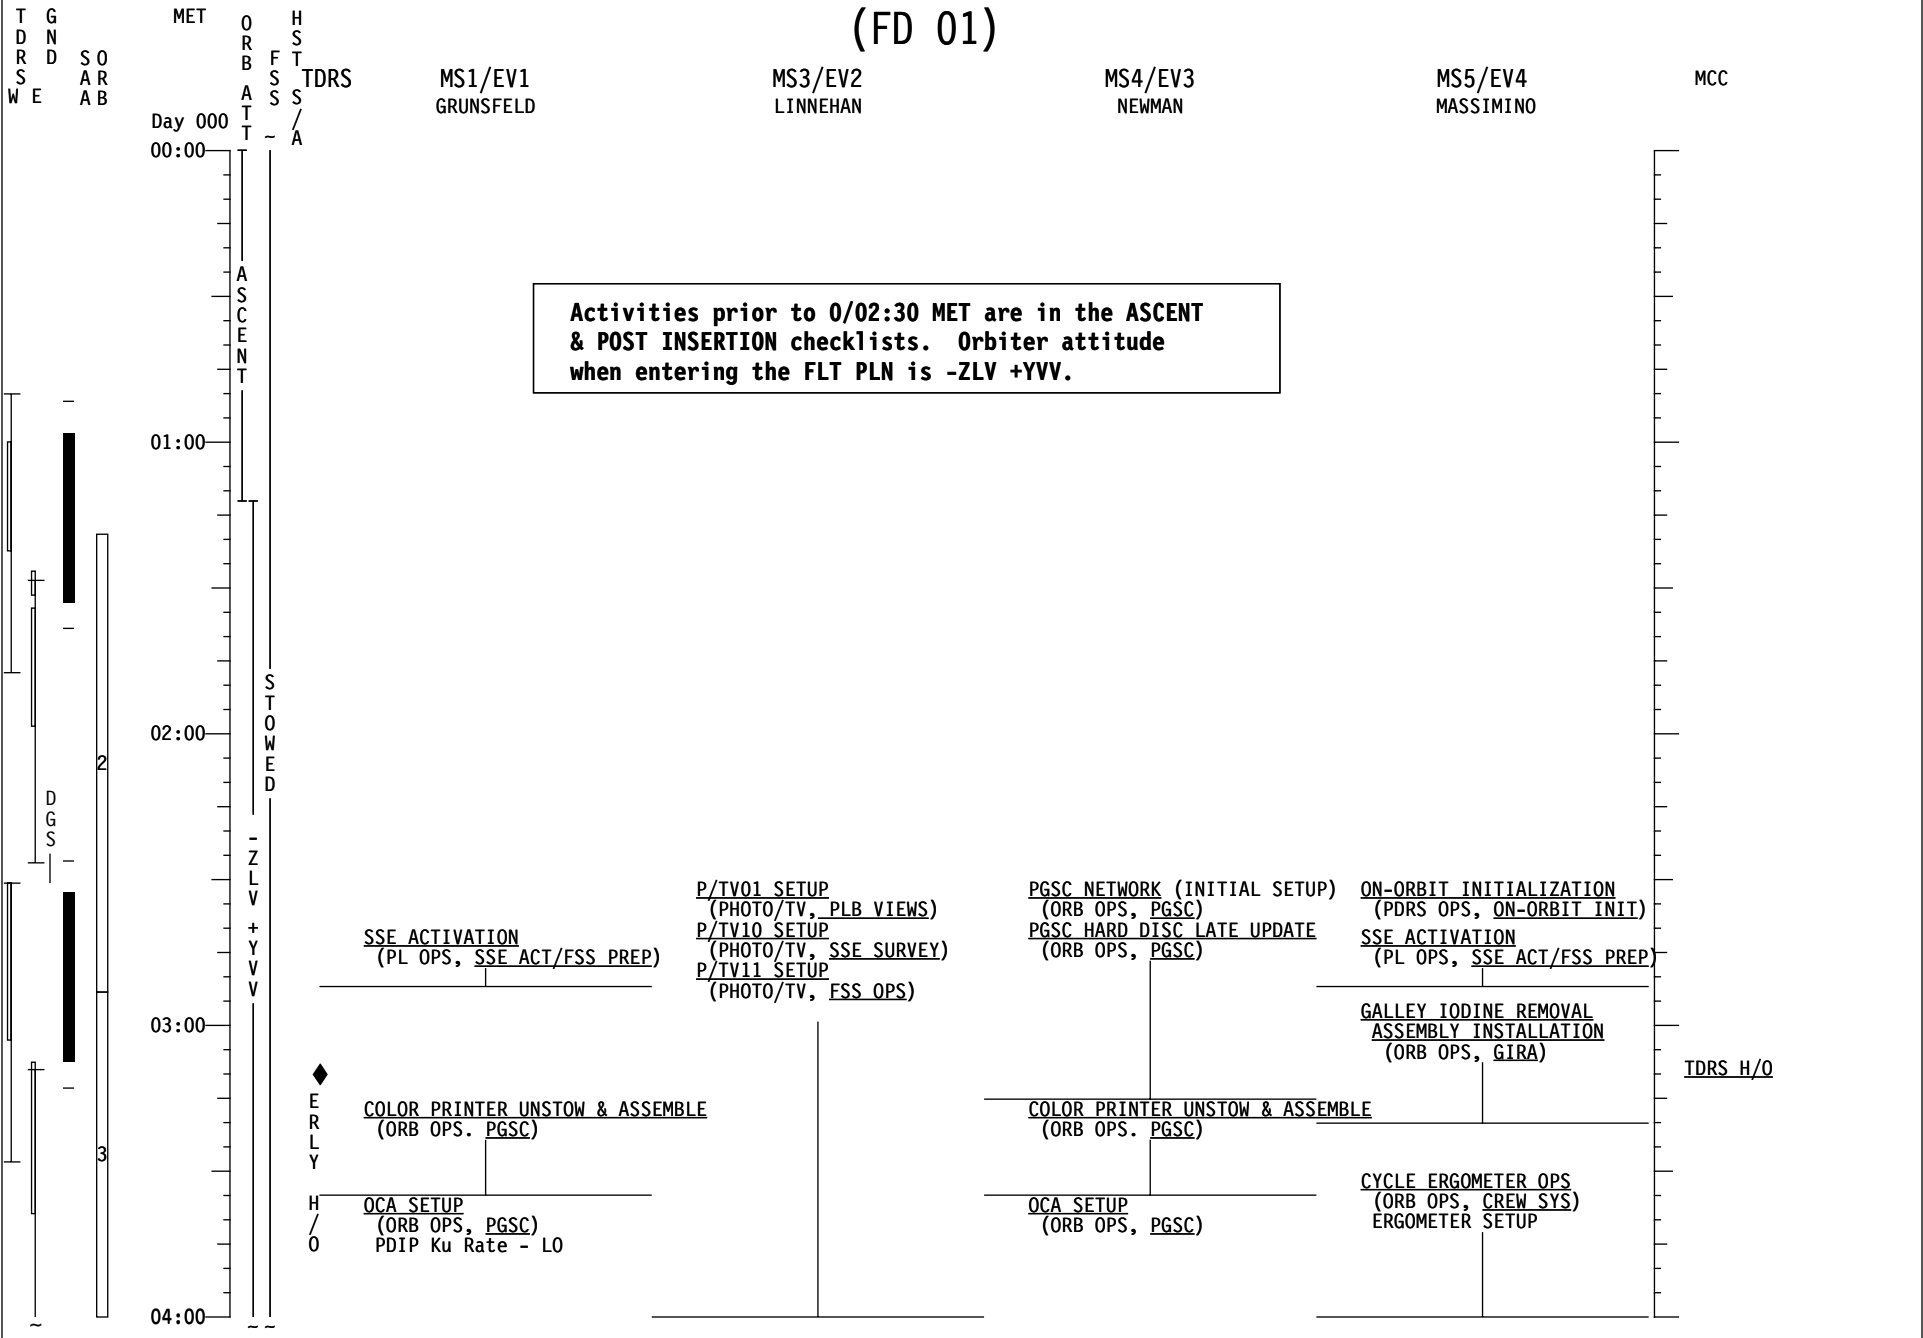 (FD 01)
TDRS
W E
GND
SAA
ORB
MET
ORB ATT
FSS ~
HST S/A
TDRS
MS1/EV1
GRUNSFELD
MS3/EV2
LINNEHAN
MS4/EV3
NEWMAN
MS5/EV4
MASSIMINO
MCC
Day 000
00:00
ASCENT
Activities prior to 0/02:30 MET are in the ASCENT
& POST INSERTION checklists. Orbiter attitude
when entering the FLT PLN is -ZLV +YVV.
01:00
STOWED
02:00
2
DGS
-ZLV +YVV
SSE ACTIVATION
(PL OPS, SSE ACT/FSS PREP)
P/TV01 SETUP
(PHOTO/TV, PLB VIEWS)
P/TV10 SETUP
(PHOTO/TV, SSE SURVEY)
P/TV11 SETUP
(PHOTO/TV, FSS OPS)
PGSC NETWORK (INITIAL SETUP)
(ORB OPS, PGSC)
PGSC HARD DISC LATE UPDATE
(ORB OPS, PGSC)
ON-ORBIT INITIALIZATION
(PDRS OPS, ON-ORBIT INIT)
SSE ACTIVATION
(PL OPS, SSE ACT/FSS PREP)
03:00
GALLEY IODINE REMOVAL
ASSEMBLY INSTALLATION
(ORB OPS, GIRA)
TDRS H/O
ERLY H/O
3
COLOR PRINTER UNSTOW & ASSEMBLE
(ORB OPS. PGSC)
COLOR PRINTER UNSTOW & ASSEMBLE
(ORB OPS. PGSC)
OCA SETUP
(ORB OPS, PGSC)
PDIP Ku Rate - LO
OCA SETUP
(ORB OPS, PGSC)
CYCLE ERGOMETER OPS
(ORB OPS, CREW SYS)
ERGOMETER SETUP
04:00
~ ~ ~